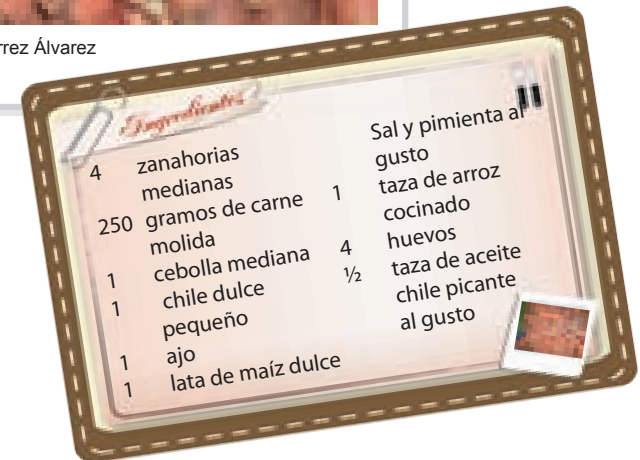 rrez Álvarez
Ingredientes
4 zanahorias
medianas
250 gramos de carne
molida
1 cebolla mediana
1 chile dulce
pequeño
1 ajo
1 lata de maíz dulce
Sal y pimienta al
gusto
1 taza de arroz
cocinado
4 huevos
½ taza de aceite
chile picante
al gusto